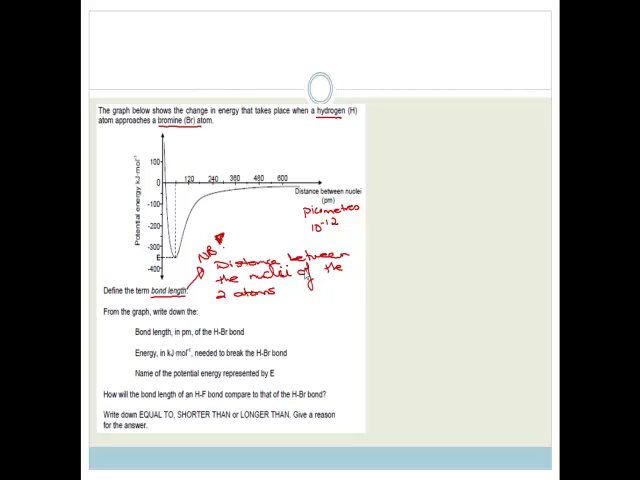 The graph below shows the change in energy that takes place when a hydrogen (H)
atom approaches a bromine (Br) atom.
Potential energy kJ·mol⁻¹
100
0
-100
-200
-300
E
-400
120 240 360 480 600
Distance between nuclei
(pm)
picometres
10⁻¹²
NB
Distance between
the nuclei of the
2 atoms
Define the term bond length.
From the graph, write down the:
Bond length, in pm, of the H-Br bond
Energy, in kJ·mol⁻¹, needed to break the H-Br bond
Name of the potential energy represented by E
How will the bond length of an H-F bond compare to that of the H-Br bond?
Write down EQUAL TO, SHORTER THAN or LONGER THAN. Give a reason
for the answer.